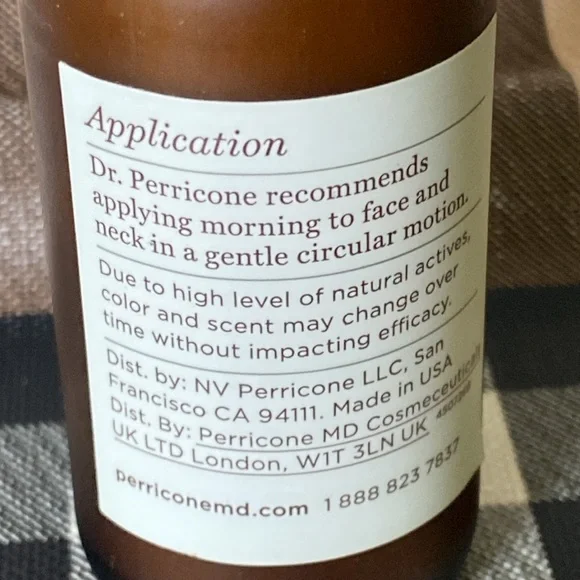 Application
Dr. Perricone recommends
applying morning to face and
neck in a gentle circular motion.
Due to high level of natural actives,
color and scent may change over
time without impacting efficacy.
Dist. by: NV Perricone LLC, San
Francisco CA 94111. Made in USA
Dist. By: Perricone MD Cosmeceuticals
UK LTD London, W1T 3LN UK
perriconemd.com 1 888 823 7837